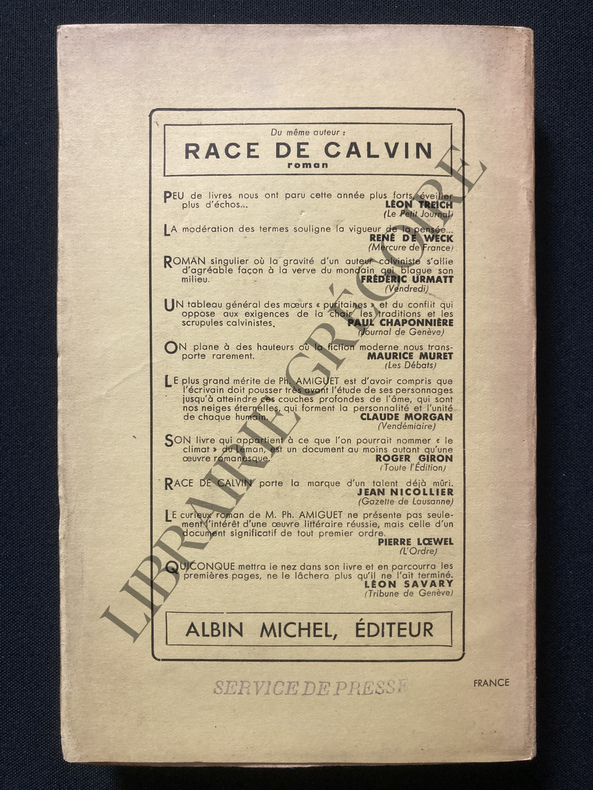 Du même auteur :
RACE DE CALVIN
roman
PEU de livres nous ont paru cette année plus forts, éveiller
plus d'échos...
LÉON TREICH
(Le Petit Journal)
LA modération des termes souligne la vigueur de la pensée...
RENÉ DE WECK
(Mercure de France)
ROMAN singulier où la gravité d'un auteur calviniste s'allie
d'agréable façon à la verve du mondain qui blague son
milieu.
FRÉDÉRIC URMATT
(Vendredi)
UN tableau général des mœurs « puritaines » et du conflit qui
oppose aux exigences de la chair les traditions et les
scrupules calvinistes.
PAUL CHAPONNIÈRE
(Journal de Genève)
ON plane à des hauteurs où la fiction moderne nous trans-
porte rarement.
MAURICE MURET
(Les Débats)
LE plus grand mérite de Ph. AMIGUET est d'avoir compris que
l'écrivain doit pousser très avant l'étude de ses personnages
jusqu'à atteindre les couches profondes de l'âme, qui sont
nos neiges éternelles, qui forment la personnalité et l'unité
de chaque humain.
CLAUDE MORGAN
(Vendémiaire)
SON livre qui appartient à ce que l'on pourrait nommer « le
climat » du roman, est un document au moins autant qu'une
œuvre romanesque.
ROGER GIRON
(Toute l'Édition)
RACE DE CALVIN porte la marque d'un talent déjà mûri.
JEAN NICOLLIER
(Gazette de Lausanne)
LE curieux roman de M. Ph. AMIGUET ne présente pas seule-
ment l'intérêt d'une œuvre littéraire réussie, mais celui d'un
document significatif de tout premier ordre.
PIERRE LŒWEL
(L'Ordre)
QUICONQUE mettra le nez dans son livre et en parcourra les
premières pages, ne le lâchera plus qu'il ne l'ait terminé.
LÉON SAVARY
(Tribune de Genève)
ALBIN MICHEL, ÉDITEUR
SERVICE DE PRESSE
FRANCE
LIBRAIRIE GRÉGOIRE